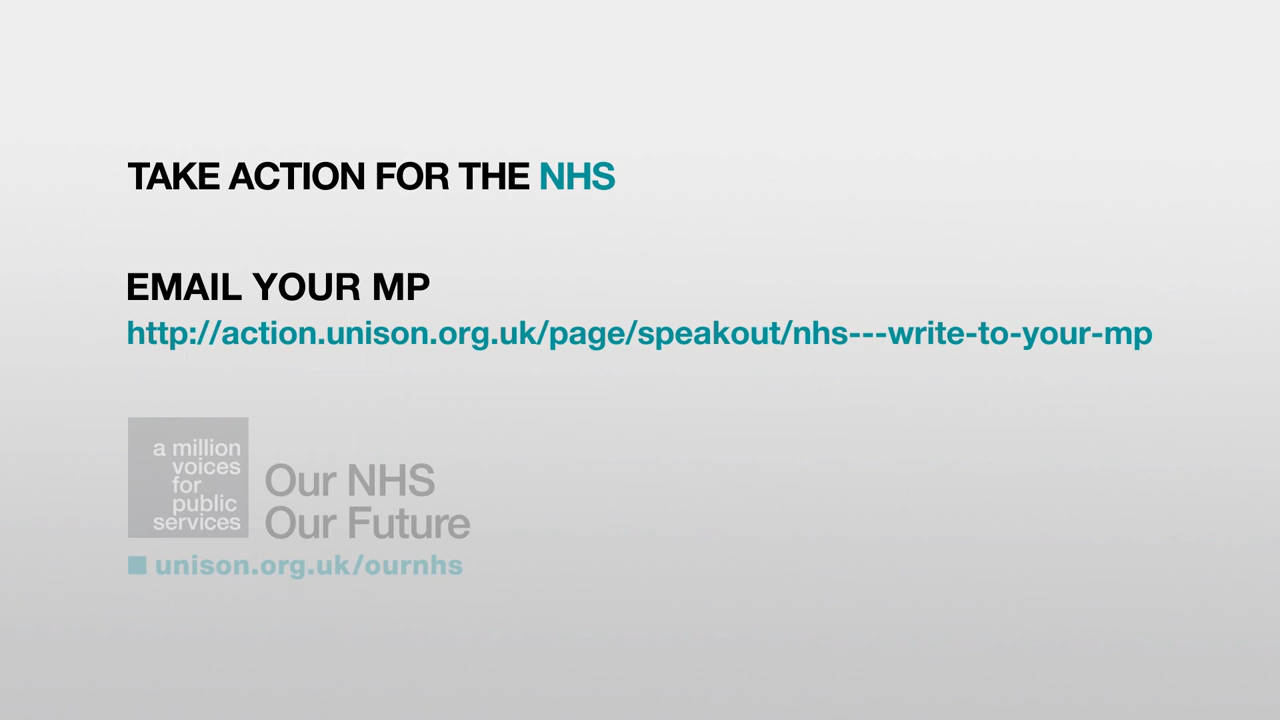 TAKE ACTION FOR THE NHS
EMAIL YOUR MP
http://action.unison.org.uk/page/speakout/nhs---write-to-your-mp
a million
voices
for
public
services
Our NHS
Our Future
unison.org.uk/ournhs